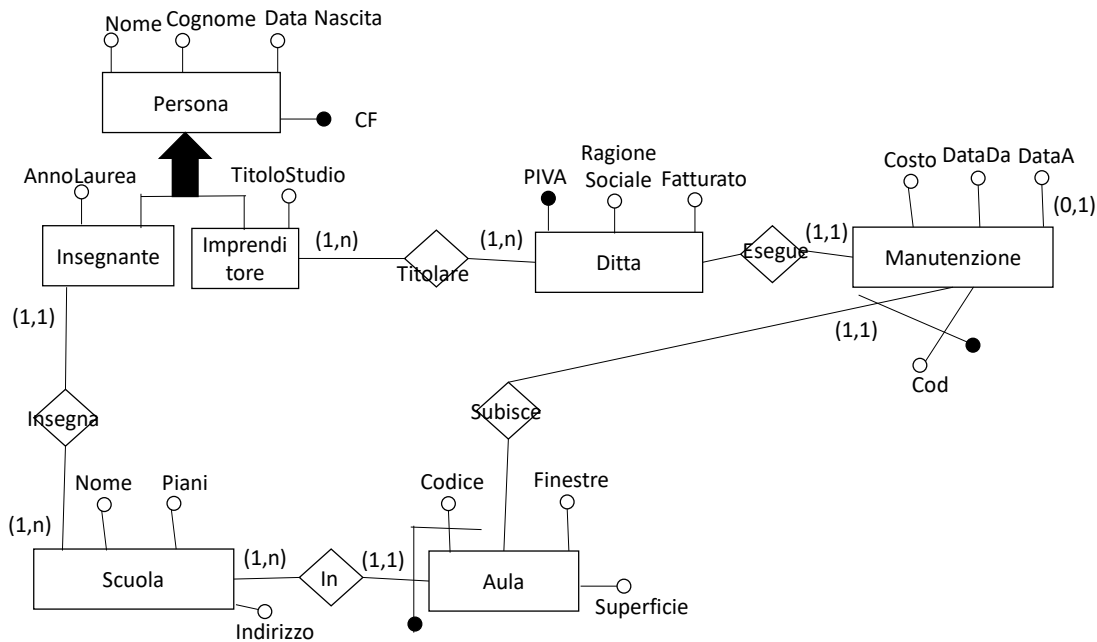 Nome Cognome Data Nascita
Persona
CF
AnnoLaurea
TitoloStudio
PIVA
Ragione
Sociale
Fatturato
Costo
DataDa
DataA
(0,1)
Insegnante
Imprendi
tore
(1,n)
Titolare
(1,n)
Ditta
Esegue
(1,1)
Manutenzione
(1,1)
(1,1)
Cod
Insegna
Subisce
Nome
Piani
Codice
Finestre
(1,n)
Scuola
(1,n)
In
(1,1)
Aula
Superficie
Indirizzo